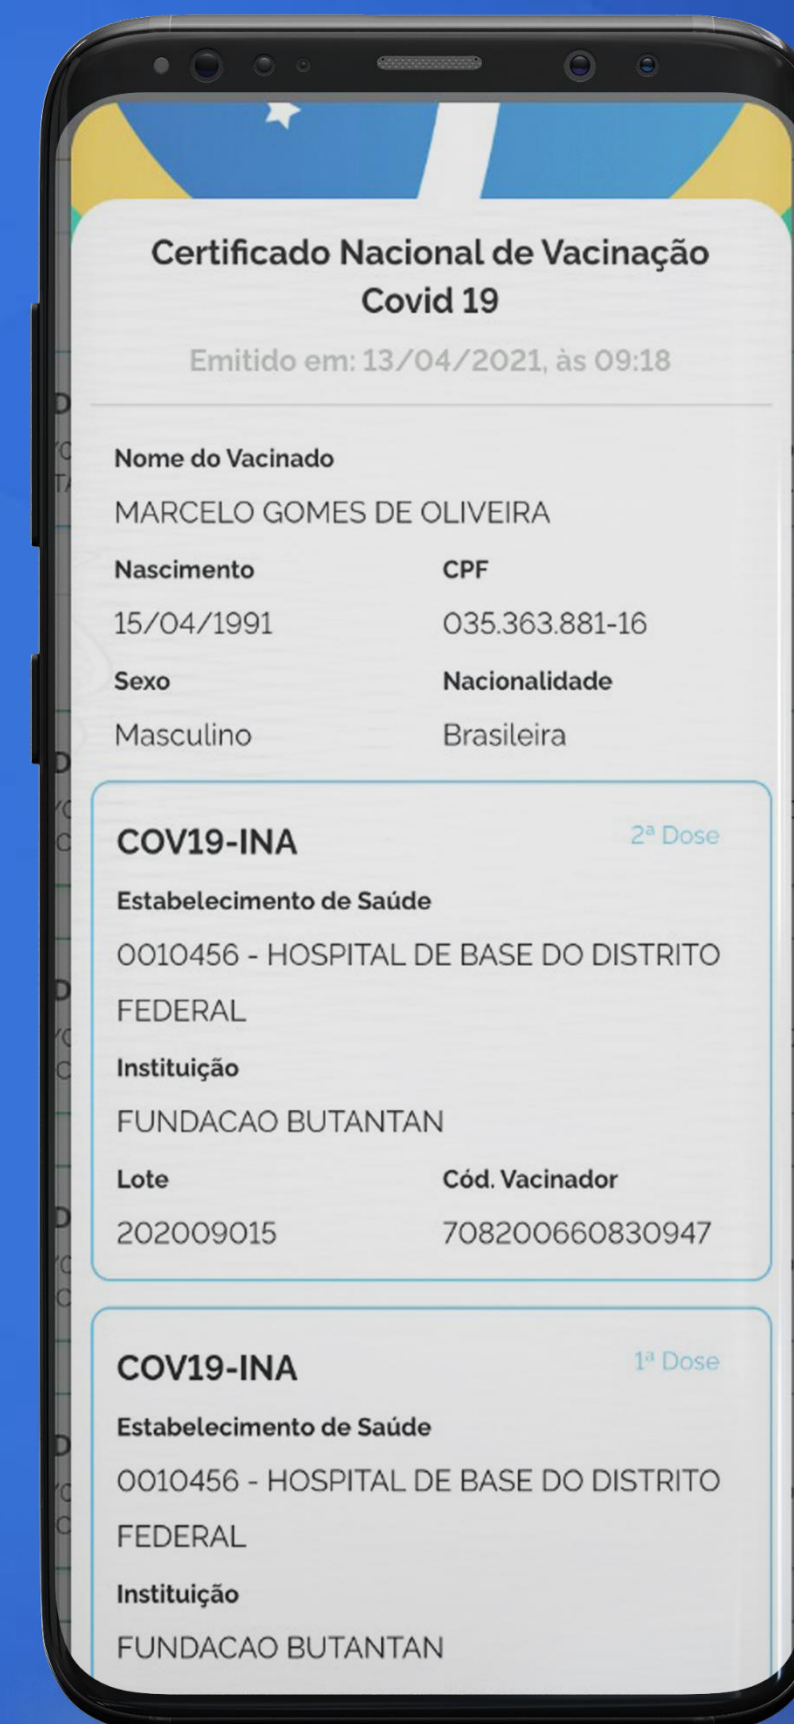 Certificado Nacional de Vacinação
Covid 19
Emitido em: 13/04/2021, às 09:18
Nome do Vacinado
MARCELO GOMES DE OLIVEIRA
Nascimento CPF
15/04/1991 035.363.881-16
Sexo Nacionalidade
Masculino Brasileira
COV19-INA 2ª Dose
Estabelecimento de Saúde
0010456 - HOSPITAL DE BASE DO DISTRITO
FEDERAL
Instituição
FUNDACAO BUTANTAN
Lote Cód. Vacinador
202009015 708200660830947
COV19-INA 1ª Dose
Estabelecimento de Saúde
0010456 - HOSPITAL DE BASE DO DISTRITO
FEDERAL
Instituição
FUNDACAO BUTANTAN